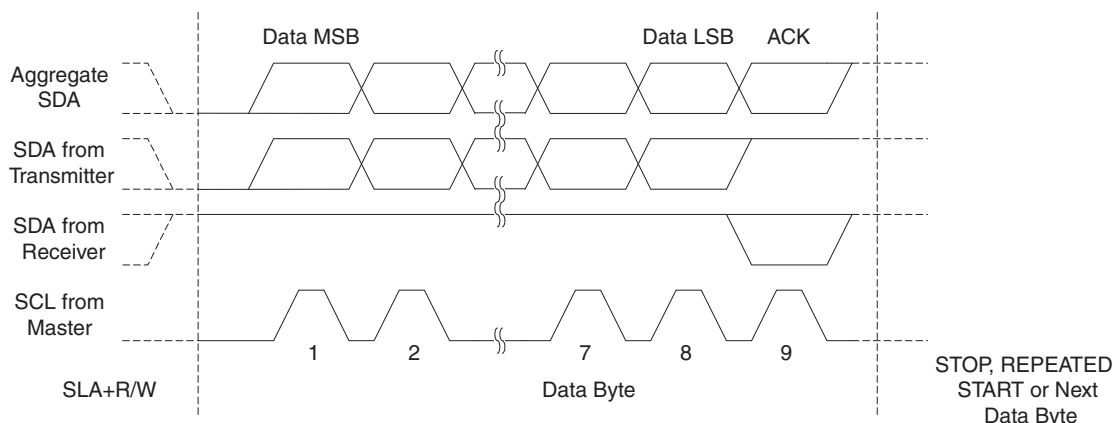 Data MSB Data LSB ACK
Aggregate
SDA
SDA from
Transmitter
SDA from
Receiver
SCL from
Master
1 2 7 8 9
SLA+R/W Data Byte
STOP, REPEATED
START or Next
Data Byte